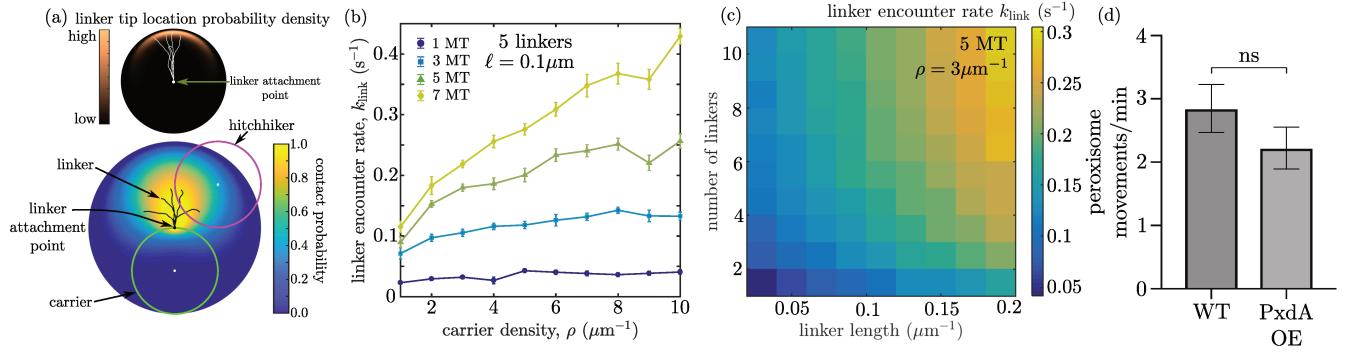 (a)
linker tip location probability density
high
low
linker attachment
point
hitchhiker
linker
linker
attachment
point
carrier
1.0
0.8
0.6
0.4
0.2
0.0
contact probability
(b)
linker encounter rate, k_link (s⁻¹)
0.4
0.3
0.2
0.1
0
1 MT
3 MT
5 MT
7 MT
5 linkers
ℓ = 0.1μm
2
4
6
8
10
carrier density, ρ (μm⁻¹)
(c)
linker encounter rate k_link (s⁻¹)
5 MT
ρ = 3μm⁻¹
number of linkers
10
8
6
4
2
0.05
0.1
0.15
0.2
linker length (μm⁻¹)
0.3
0.25
0.2
0.15
0.1
0.05
(d)
peroxisome
movements/min
4
3
2
1
0
ns
WT
PxdA
OE